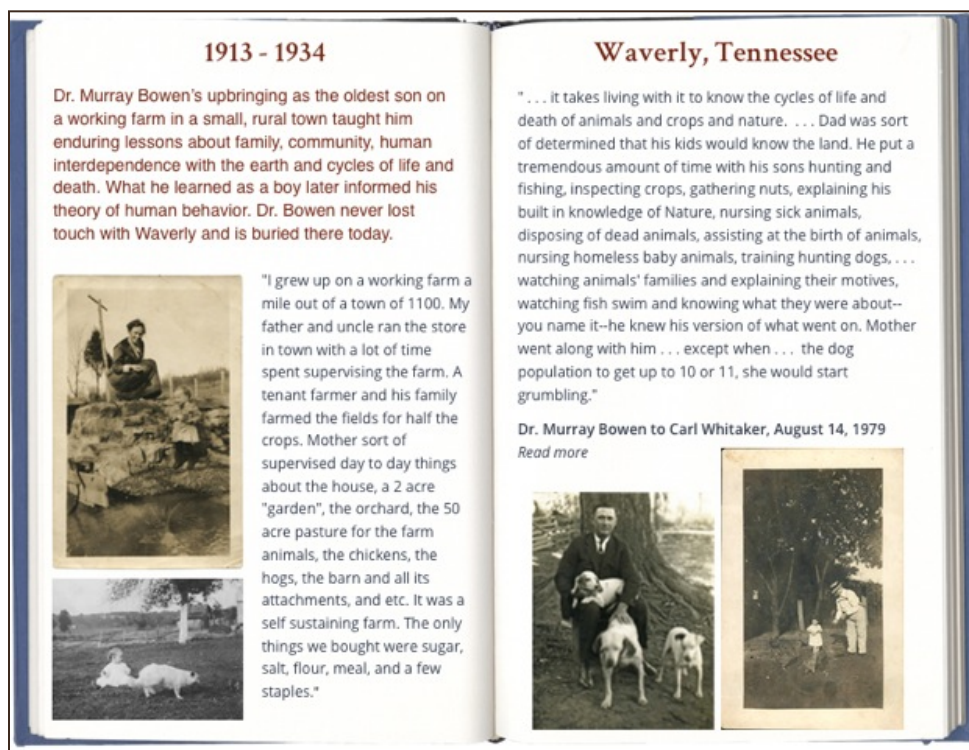 1913 - 1934
Dr. Murray Bowen's upbringing as the oldest son on
a working farm in a small, rural town taught him
enduring lessons about family, community, human
interdependence with the earth and cycles of life and
death. What he learned as a boy later informed his
theory of human behavior. Dr. Bowen never lost
touch with Waverly and is buried there today.
"I grew up on a working farm a
mile out of a town of 1100. My
father and uncle ran the store
in town with a lot of time
spent supervising the farm. A
tenant farmer and his family
farmed the fields for half the
crops. Mother sort of
supervised day to day things
about the house, a 2 acre
"garden", the orchard, the 50
acre pasture for the farm
animals, the chickens, the
hogs, the barn and all its
attachments, and etc. It was a
self sustaining farm. The only
things we bought were sugar,
salt, flour, meal, and a few
staples."
Waverly, Tennessee
" . . . it takes living with it to know the cycles of life and
death of animals and crops and nature. . . . Dad was sort
of determined that his kids would know the land. He put a
tremendous amount of time with his sons hunting and
fishing, inspecting crops, gathering nuts, explaining his
built in knowledge of Nature, nursing sick animals,
disposing of dead animals, assisting at the birth of animals,
nursing homeless baby animals, training hunting dogs, . . .
watching animals' families and explaining their motives,
watching fish swim and knowing what they were about--
you name it--he knew his version of what went on. Mother
went along with him . . . except when . . . the dog
population to get up to 10 or 11, she would start
grumbling."
Dr. Murray Bowen to Carl Whitaker, August 14, 1979
Read more